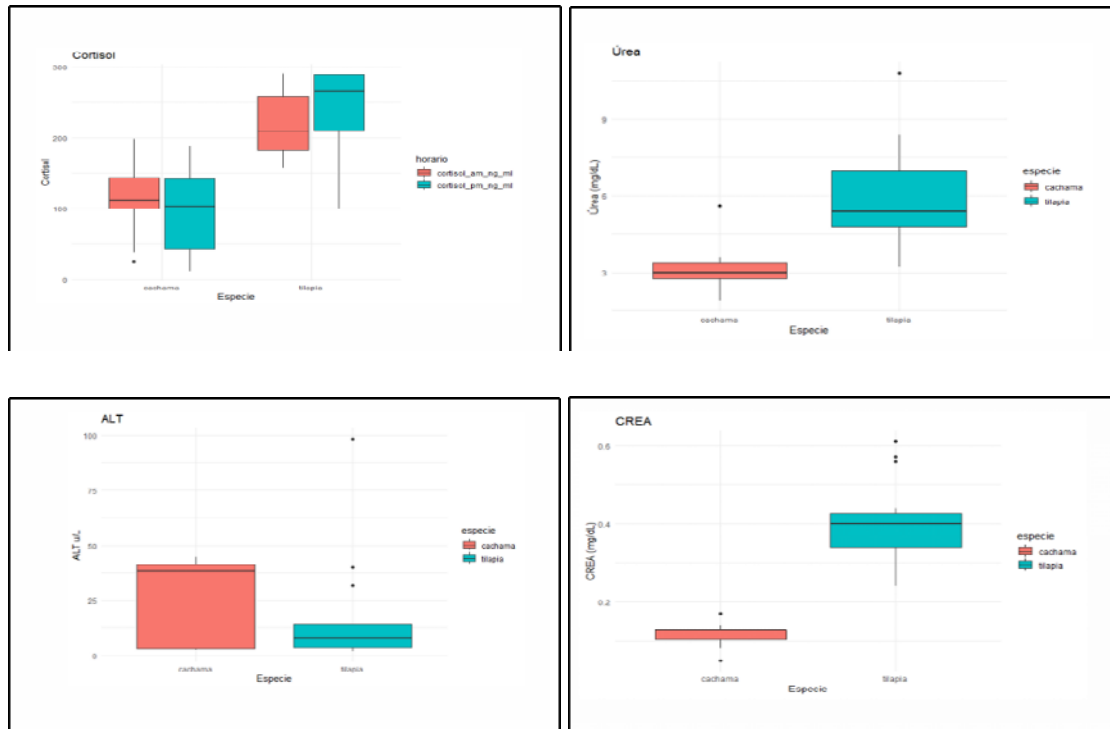 Cortisol
300
200
100
0
Cortisol
cachama
tilapia
Especie
horario
cortisol_am_ng_ml
cortisol_pm_ng_ml
Úrea
9
6
3
Úrea (mg/dL)
cachama
tilapia
Especie
especie
cachama
tilapia
ALT
100
75
50
25
0
ALT u/L
cachama
tilapia
Especie
especie
cachama
tilapia
CREA
0.6
0.4
0.2
CREA (mg/dL)
cachama
tilapia
Especie
especie
cachama
tilapia